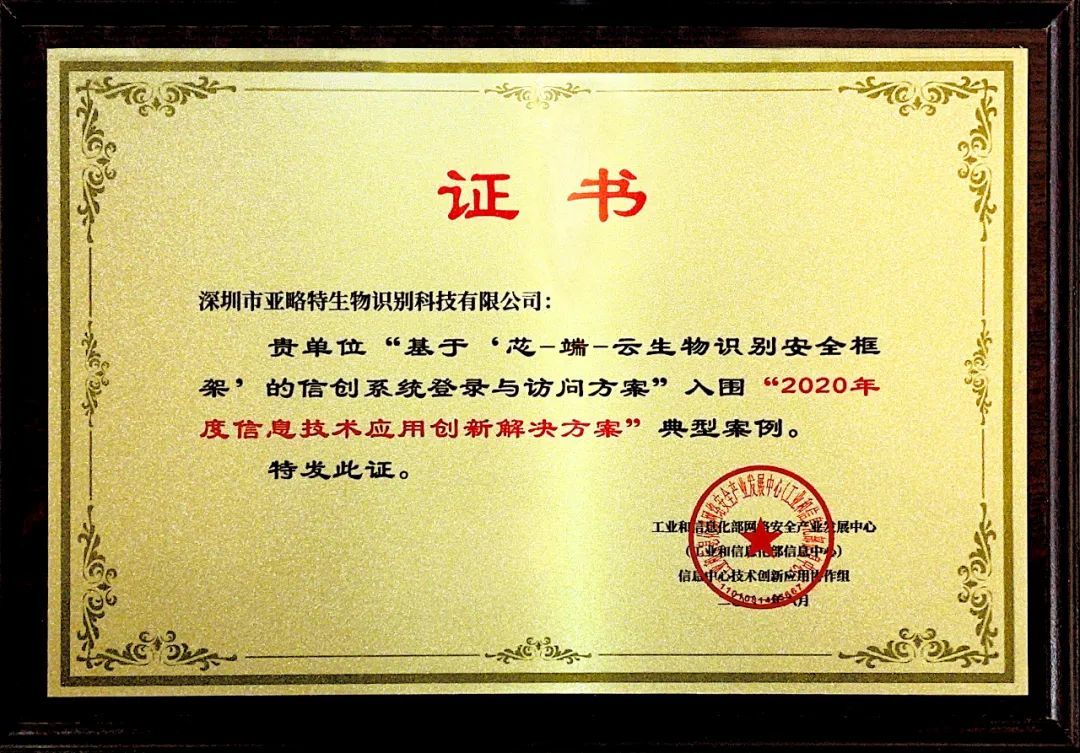 证书
深圳市亚略特生物识别科技有限公司：
贵单位“基于‘芯-端-云生物识别安全框
架’的信创系统登录与访问方案”入围“2020年
度信息技术应用创新解决方案”典型案例。
特发此证。
工业和信息化部网络安全产业发展中心
（工业和信息化部信息中心）
信息中心技术创新应用协作组